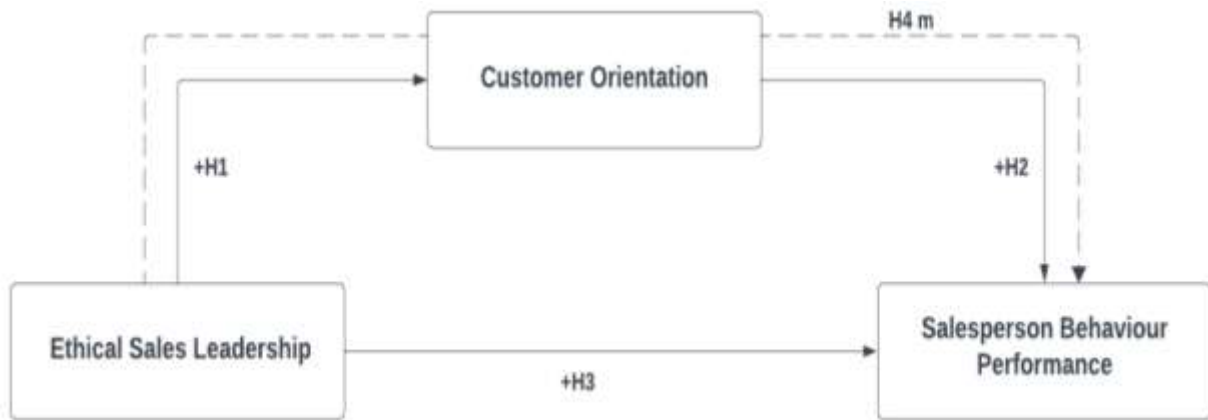 H4 m
Customer Orientation
+H1
+H2
Ethical Sales Leadership
Salesperson Behaviour
Performance
+H3